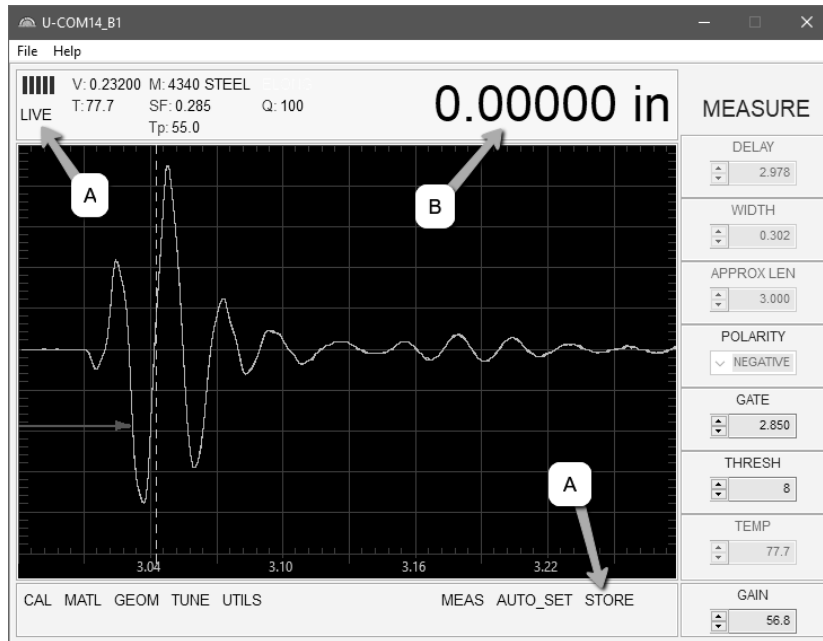 U-COM14_B1
File Help
V: 0.23200 M: 4340 STEEL
LIVE T: 77.7 SF: 0.285 Q: 100
Tp: 55.0
0.00000 in
A
B
3.04 3.10 3.16 3.22
A
CAL MATL GEOM TUNE UTILS MEAS AUTO_SET STORE
MEASURE
DELAY
2.978
WIDTH
0.302
APPROX LEN
3.000
POLARITY
NEGATIVE
GATE
2.850
THRESH
8
TEMP
77.7
GAIN
56.8